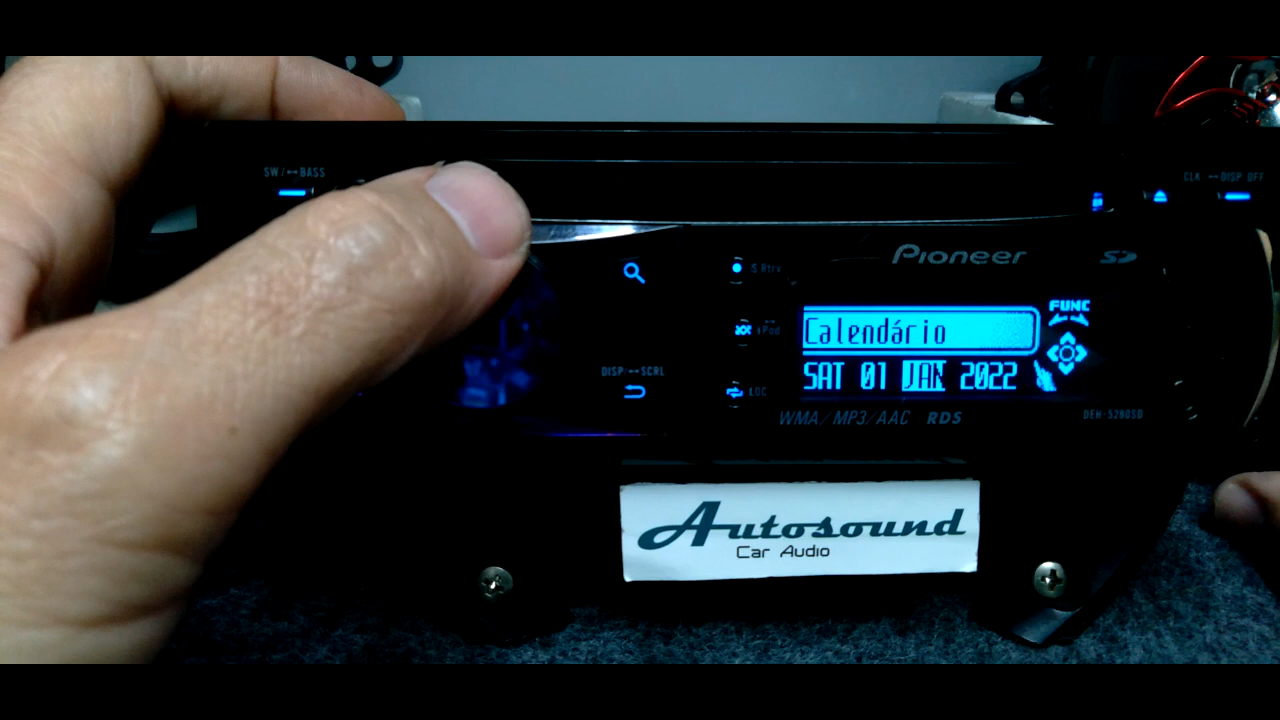 SW/↔BASS
CLK ↔DISP OFF
Pioneer
SD
S Rtrv
FUNC
iPod
Calendário
DISP/↔SCRL
SAT 01 JAN 2022
LOC
WMA/MP3/AAC RDS
DEH-5280SD
Autosound
Car Audio